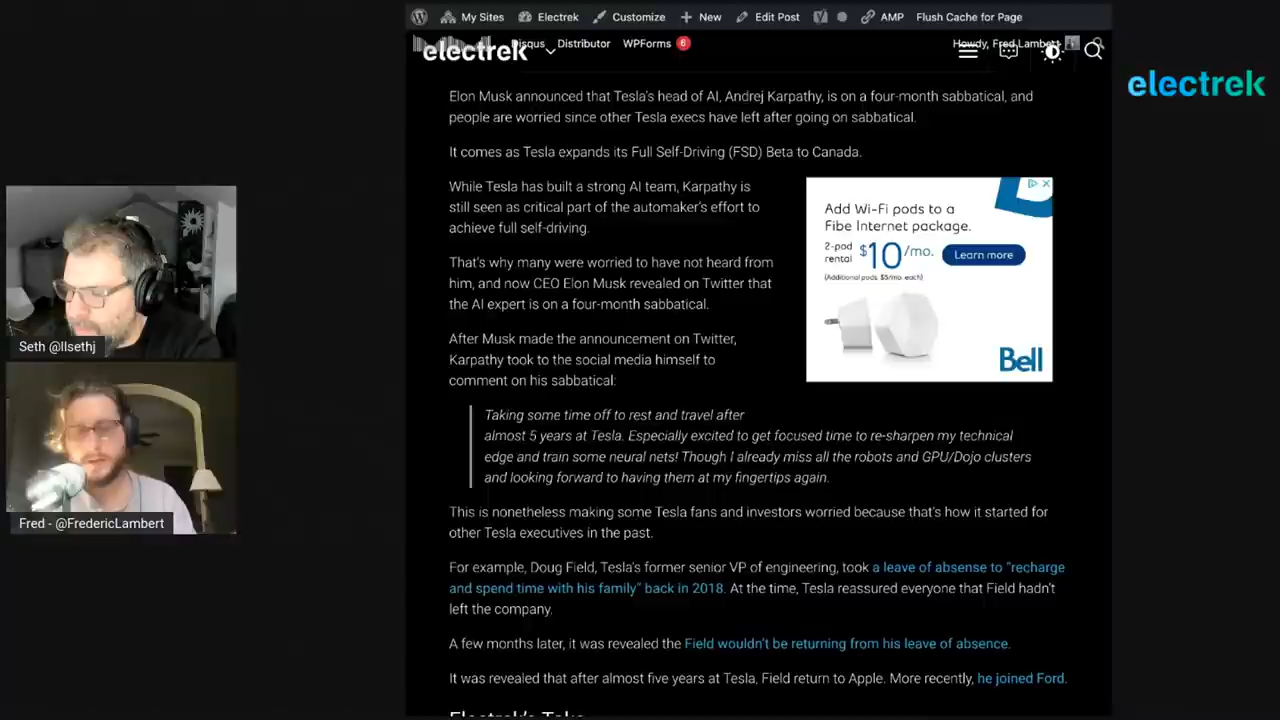 My Sites Electrek Customize New Edit Post AMP Flush Cache for Page
Disqus Distributor WPForms 6 Howdy, Fred Lambert
electrek
electrek
Elon Musk announced that Tesla's head of AI, Andrej Karpathy, is on a four-month sabbatical, and
people are worried since other Tesla execs have left after going on sabbatical.
It comes as Tesla expands its Full Self-Driving (FSD) Beta to Canada.
While Tesla has built a strong AI team, Karpathy is
still seen as critical part of the automaker's effort to
achieve full self-driving.
That's why many were worried to have not heard from
him, and now CEO Elon Musk revealed on Twitter that
the AI expert is on a four-month sabbatical.
After Musk made the announcement on Twitter,
Karpathy took to the social media himself to
comment on his sabbatical:
Add Wi-Fi pods to a
Fibe Internet package.
2-pod
rental
$10/mo.
Learn more
(Additional pods: $5/mo. each)
Bell
Taking some time off to rest and travel after
almost 5 years at Tesla. Especially excited to get focused time to re-sharpen my technical
edge and train some neural nets! Though I already miss all the robots and GPU/Dojo clusters
and looking forward to having them at my fingertips again.
This is nonetheless making some Tesla fans and investors worried because that's how it started for
other Tesla executives in the past.
For example, Doug Field, Tesla's former senior VP of engineering, took a leave of absense to "recharge
and spend time with his family" back in 2018. At the time, Tesla reassured everyone that Field hadn't
left the company.
A few months later, it was revealed the Field wouldn't be returning from his leave of absence.
It was revealed that after almost five years at Tesla, Field return to Apple. More recently, he joined Ford.
Electrek's Take
Seth @llsethj
Fred - @FredericLambert